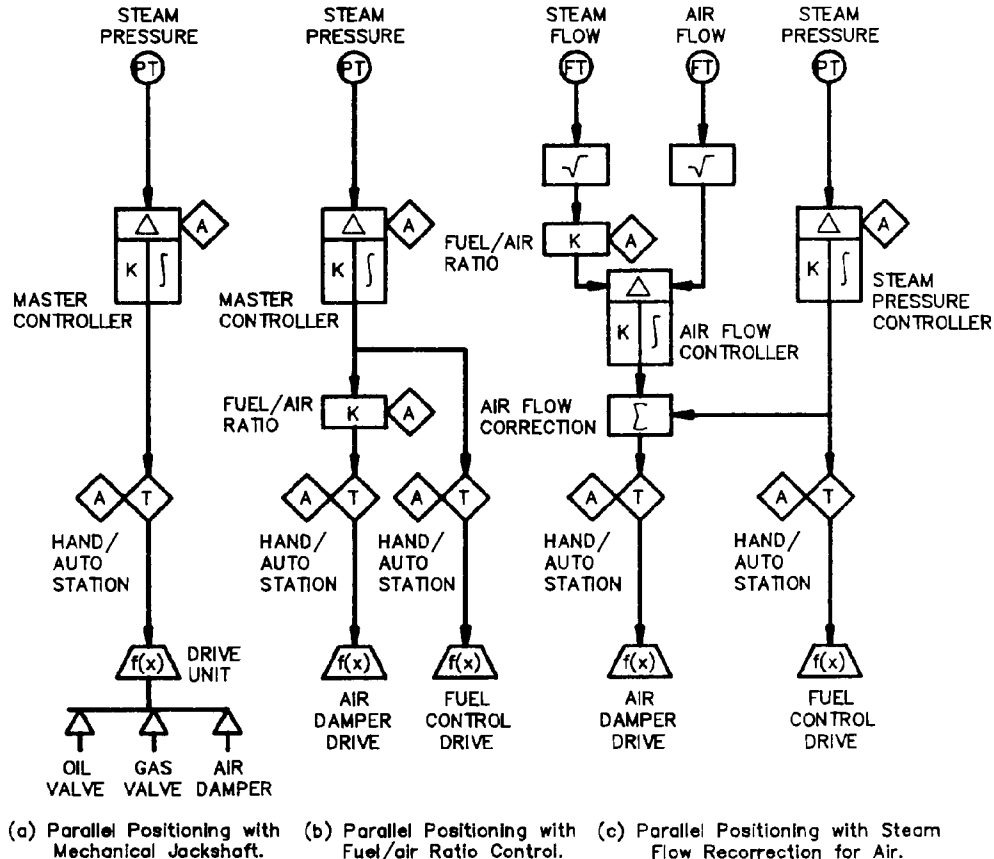 STEAM
PRESSURE
PT
△
A
K ∫
MASTER
CONTROLLER
A T
HAND/
AUTO
STATION
f(x)
DRIVE
UNIT
OIL
VALVE
GAS
VALVE
AIR
DAMPER
(a) Parallel Positioning with
Mechanical Jackshaft.
STEAM
PRESSURE
PT
△
A
K ∫
MASTER
CONTROLLER
FUEL/AIR
RATIO
K
A
A T
HAND/
AUTO
STATION
A T
HAND/
AUTO
STATION
f(x)
AIR
DAMPER
DRIVE
f(x)
FUEL
CONTROL
DRIVE
(b) Parallel Positioning with
Fuel/air Ratio Control.
STEAM
FLOW
FT
AIR
FLOW
FT
√
√
FUEL/AIR
RATIO
K
A
△
K ∫
AIR FLOW
CONTROLLER
AIR FLOW
CORRECTION
Σ
STEAM
PRESSURE
PT
△
A
K ∫
STEAM
PRESSURE
CONTROLLER
A T
HAND/
AUTO
STATION
A T
HAND/
AUTO
STATION
f(x)
AIR
DAMPER
DRIVE
f(x)
FUEL
CONTROL
DRIVE
(c) Parallel Positioning with Steam
Flow Recorrection for Air.